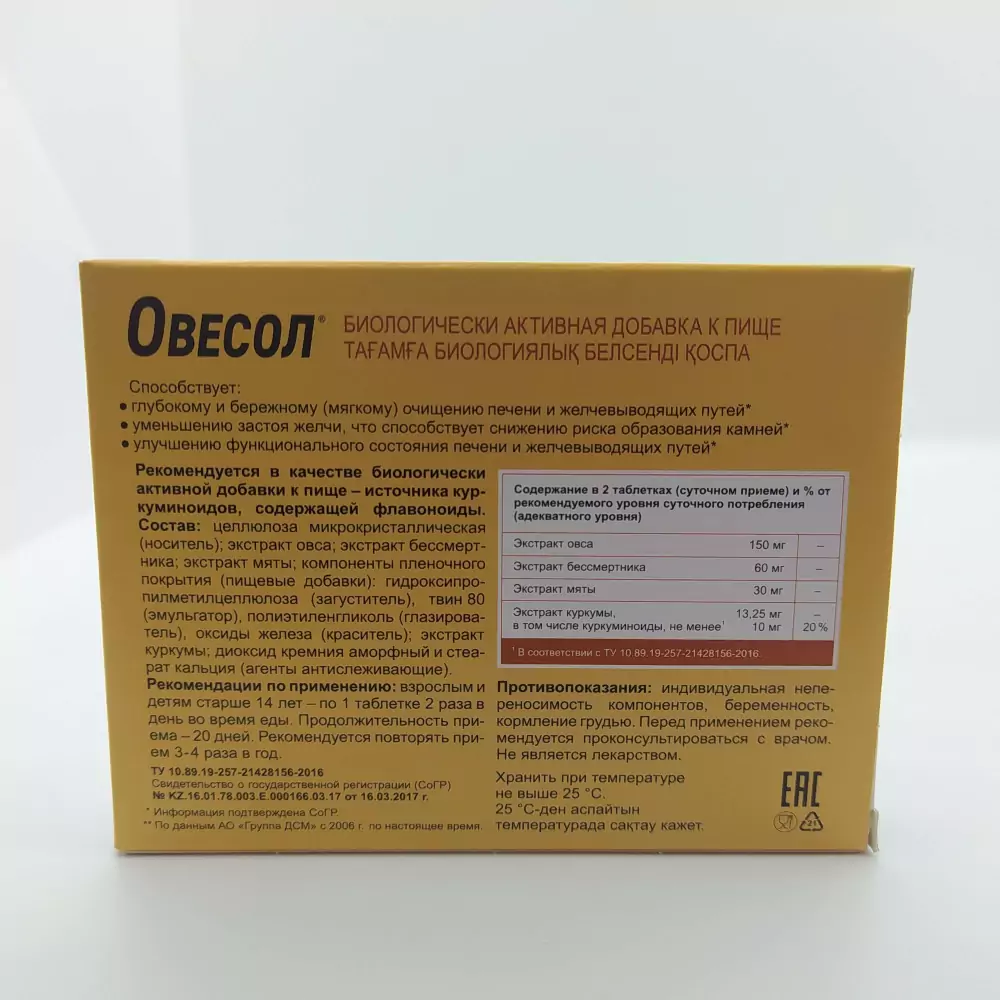 ОВЕСОЛ®
БИОЛОГИЧЕСКИ АКТИВНАЯ ДОБАВКА К ПИЩЕ
ТАҒАМҒА БИОЛОГИЯЛЫҚ БЕЛСЕНДІ ҚОСПА
Способствует:
• глубокому и бережному (мягкому) очищению печени и желчевыводящих путей*
• уменьшению застоя желчи, что способствует снижению риска образования камней*
• улучшению функционального состояния печени и желчевыводящих путей*
Рекомендуется в качестве биологически
активной добавки к пище – источника кур-
куминоидов, содержащей флавоноиды.
Состав: целлюлоза микрокристаллическая
(носитель); экстракт овса; экстракт бессмерт-
ника; экстракт мяты; компоненты пленочного
покрытия (пищевые добавки): гидроксипро-
пилметилцеллюлоза (загуститель), твин 80
(эмульгатор), полиэтиленгликоль (глазирова-
тель), оксиды железа (краситель); экстракт
куркумы; диоксид кремния аморфный и стеа-
рат кальция (агенты антислеживающие).
Рекомендации по применению: взрослым и
детям старше 14 лет – по 1 таблетке 2 раза в
день во время еды. Продолжительность при-
ема – 20 дней. Рекомендуется повторять при-
ем 3-4 раза в год.
ТУ 10.89.19-257-21428156-2016
Свидетельство о государственной регистрации (СоГР)
№ KZ.16.01.78.003.E.000166.03.17 от 16.03.2017 г.
* Информация подтверждена СоГР.
** По данным АО «Группа ДСМ» с 2006 г. по настоящее время.
Содержание в 2 таблетках (суточном приеме) и % от
рекомендуемого уровня суточного потребления
(адекватного уровня)
Экстракт овса 150 мг –
Экстракт бессмертника 60 мг –
Экстракт мяты 30 мг –
Экстракт куркумы, 13,25 мг –
в том числе куркуминоиды, не менее¹ 10 мг 20 %
¹ В соответствии с ТУ 10.89.19-257-21428156-2016.
Противопоказания: индивидуальная непе-
реносимость компонентов, беременность,
кормление грудью. Перед применением реко-
мендуется проконсультироваться с врачом.
Не является лекарством.
Хранить при температуре
не выше 25 °С.
25 °С-ден аспайтын
температурада сақтау қажет.
EAC
21